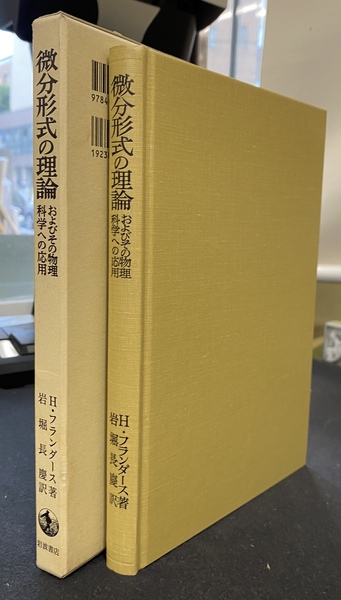 微分形式の理論
およびその物理
科学への応用
H・フランダース著
岩堀長慶訳
岩波書店
9784
1923
微分形式の理論
およびその物理
科学への応用
H・フランダース著
岩堀長慶訳